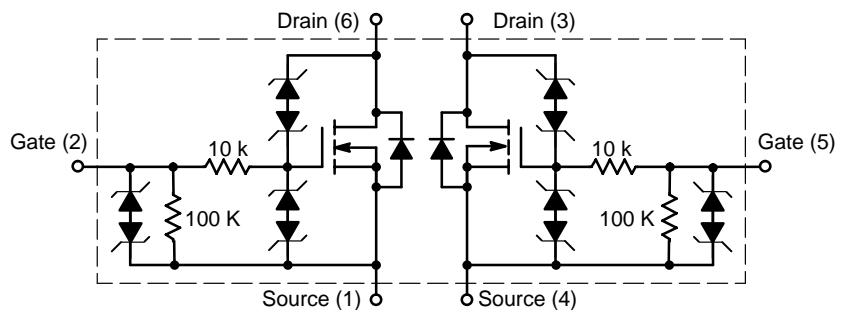 Drain (6)
Drain (3)
Gate (2)
10 k
10 k
Gate (5)
100 K
100 K
Source (1)
Source (4)